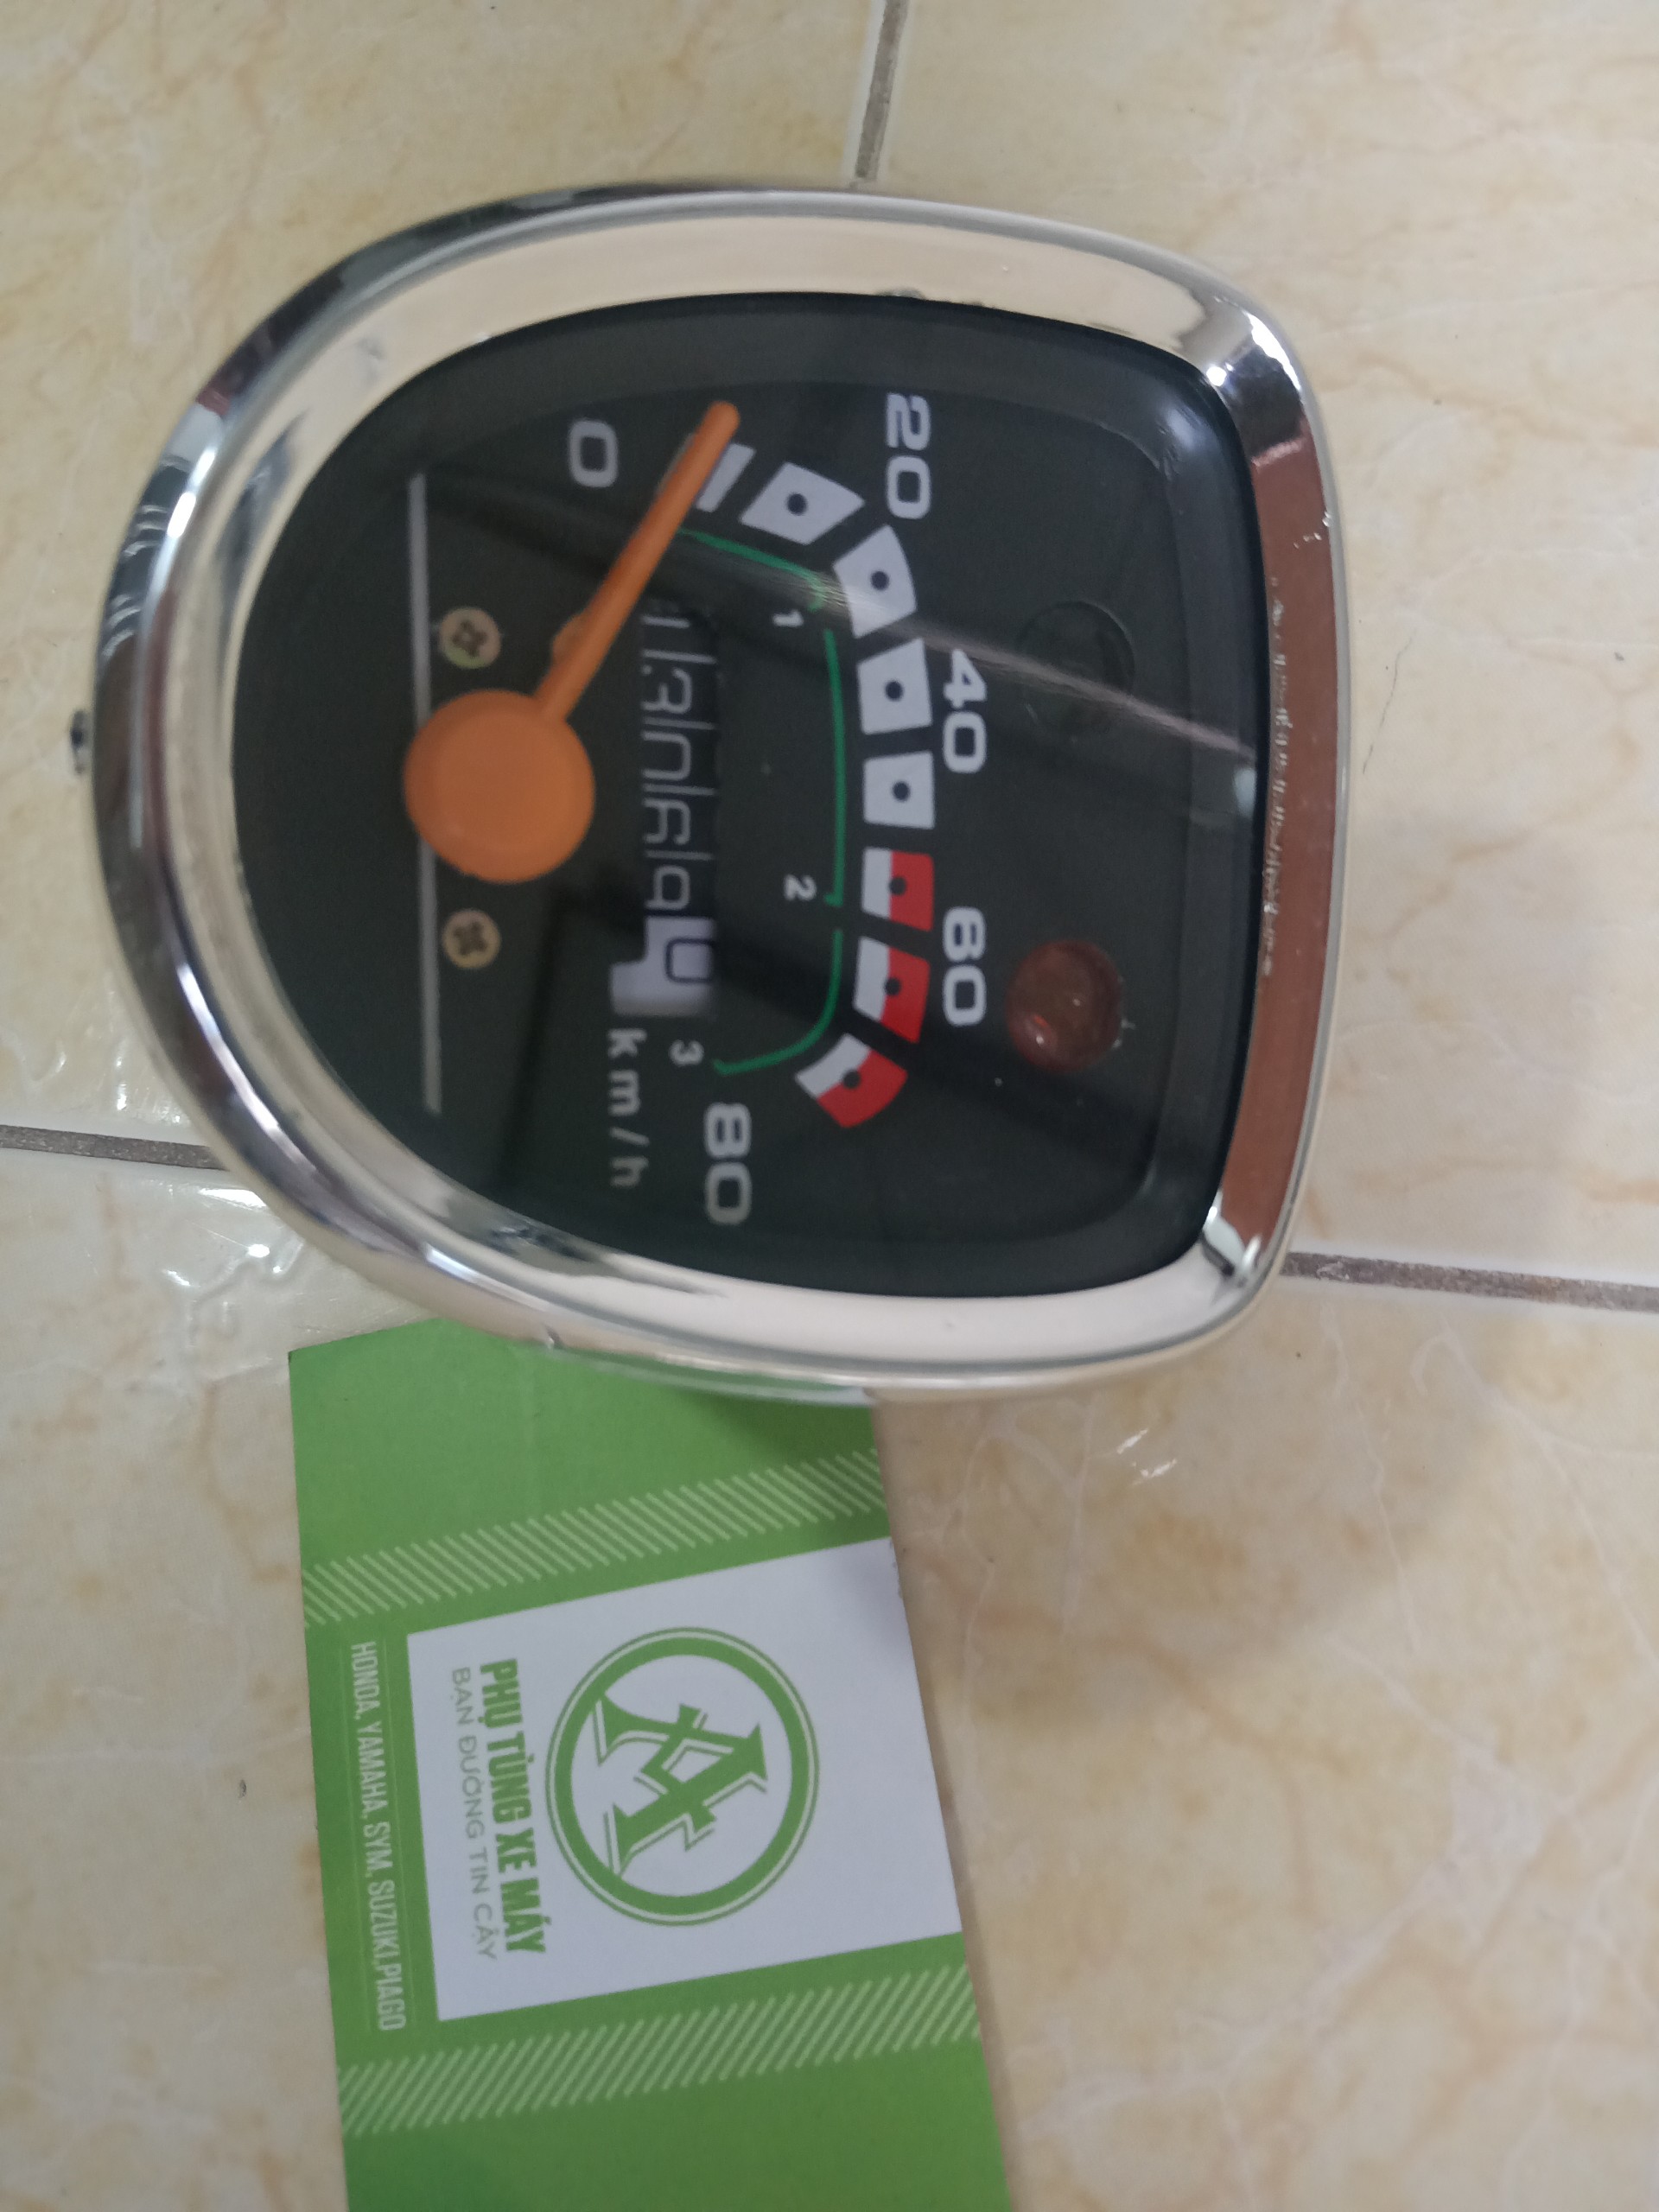 0
20
40
60
80
1
2
3
km/h
A
PHỤ TÙNG XE MÁY
BẠN ĐƯỜNG TIN CẬY
HONDA, YAMAHA, SYM, SUZUKI,PIAGO